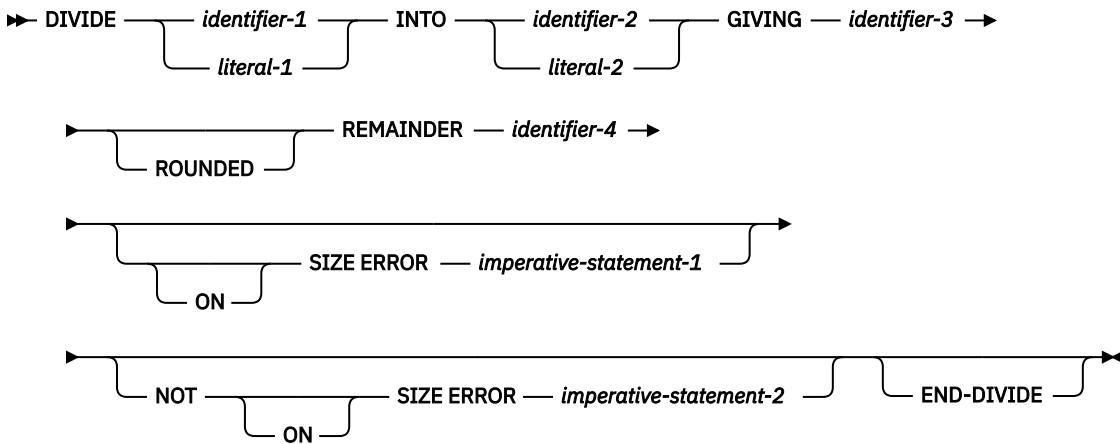 DIVIDE identifier-1 INTO identifier-2 GIVING identifier-3
literal-1 literal-2
REMAINDER identifier-4
ROUNDED
SIZE ERROR imperative-statement-1
ON
NOT SIZE ERROR imperative-statement-2 END-DIVIDE
ON